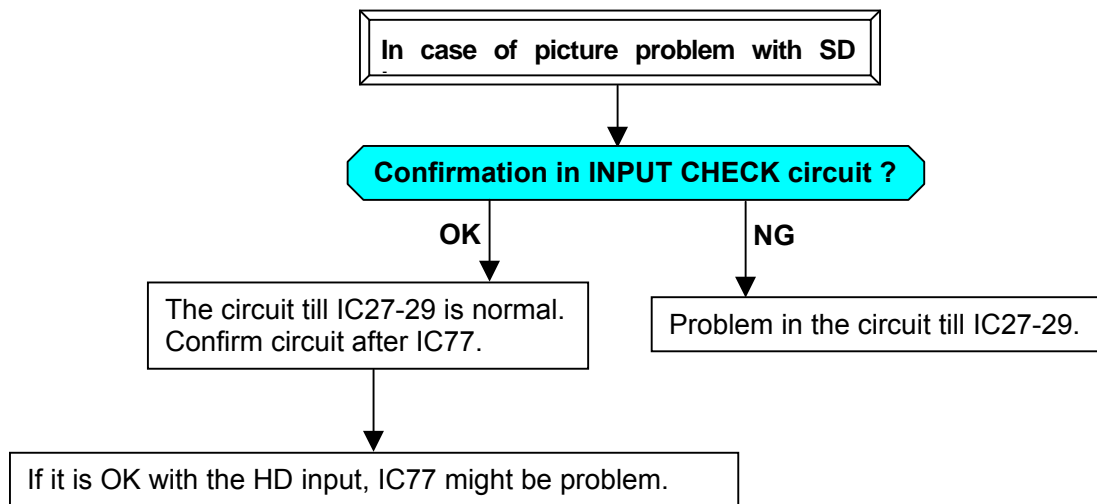 In case of picture problem with SD
Confirmation in INPUT CHECK circuit ?
OK
NG
The circuit till IC27-29 is normal.
Confirm circuit after IC77.
Problem in the circuit till IC27-29.
If it is OK with the HD input, IC77 might be problem.